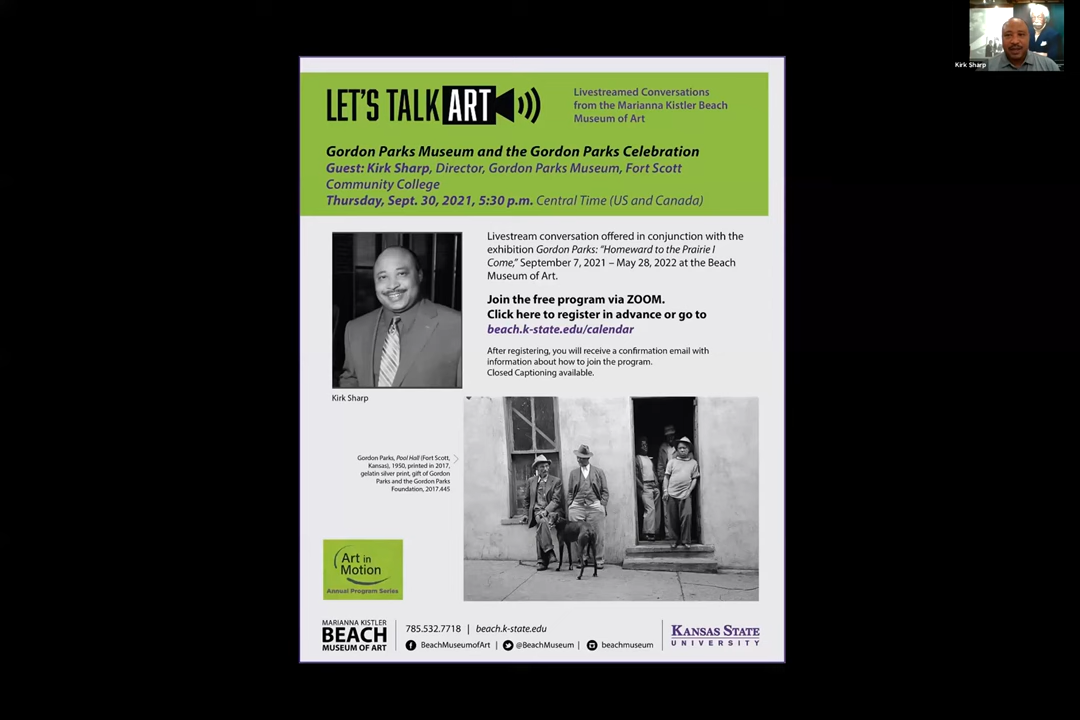 Kirk Sharp
LET'S TALK ART
Livestreamed Conversations
from the Marianna Kistler Beach
Museum of Art
Gordon Parks Museum and the Gordon Parks Celebration
Guest: Kirk Sharp, Director, Gordon Parks Museum, Fort Scott
Community College
Thursday, Sept. 30, 2021, 5:30 p.m. Central Time (US and Canada)
Livestream conversation offered in conjunction with the
exhibition Gordon Parks: “Homeward to the Prairie I
Come,” September 7, 2021 – May 28, 2022 at the Beach
Museum of Art.
Join the free program via ZOOM.
Click here to register in advance or go to
beach.k-state.edu/calendar
After registering, you will receive a confirmation email with
information about how to join the program.
Closed Captioning available.
Kirk Sharp
Gordon Parks, Pool Hall (Fort Scott,
Kansas), 1950, printed in 2017,
gelatin silver print, gift of Gordon
Parks and the Gordon Parks
Foundation, 2017.445
Art in
Motion
Annual Program Series
MARIANNA KISTLER
BEACH
MUSEUM OF ART
785.532.7718 | beach.k-state.edu
BeachMuseumofArt | @BeachMuseum | beachmuseum
KANSAS STATE
UNIVERSITY